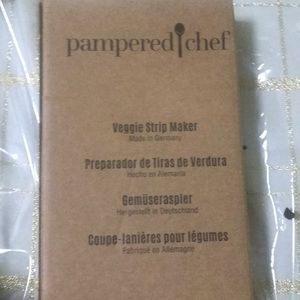 pampered chef
Veggie Strip Maker
Made in Germany
Preparador de Tiras de Verdura
Hecho en Alemania
Gemüseraspler
Hergestellt in Deutschland
Coupe-lanières pour légumes
Fabriqué en Allemagne